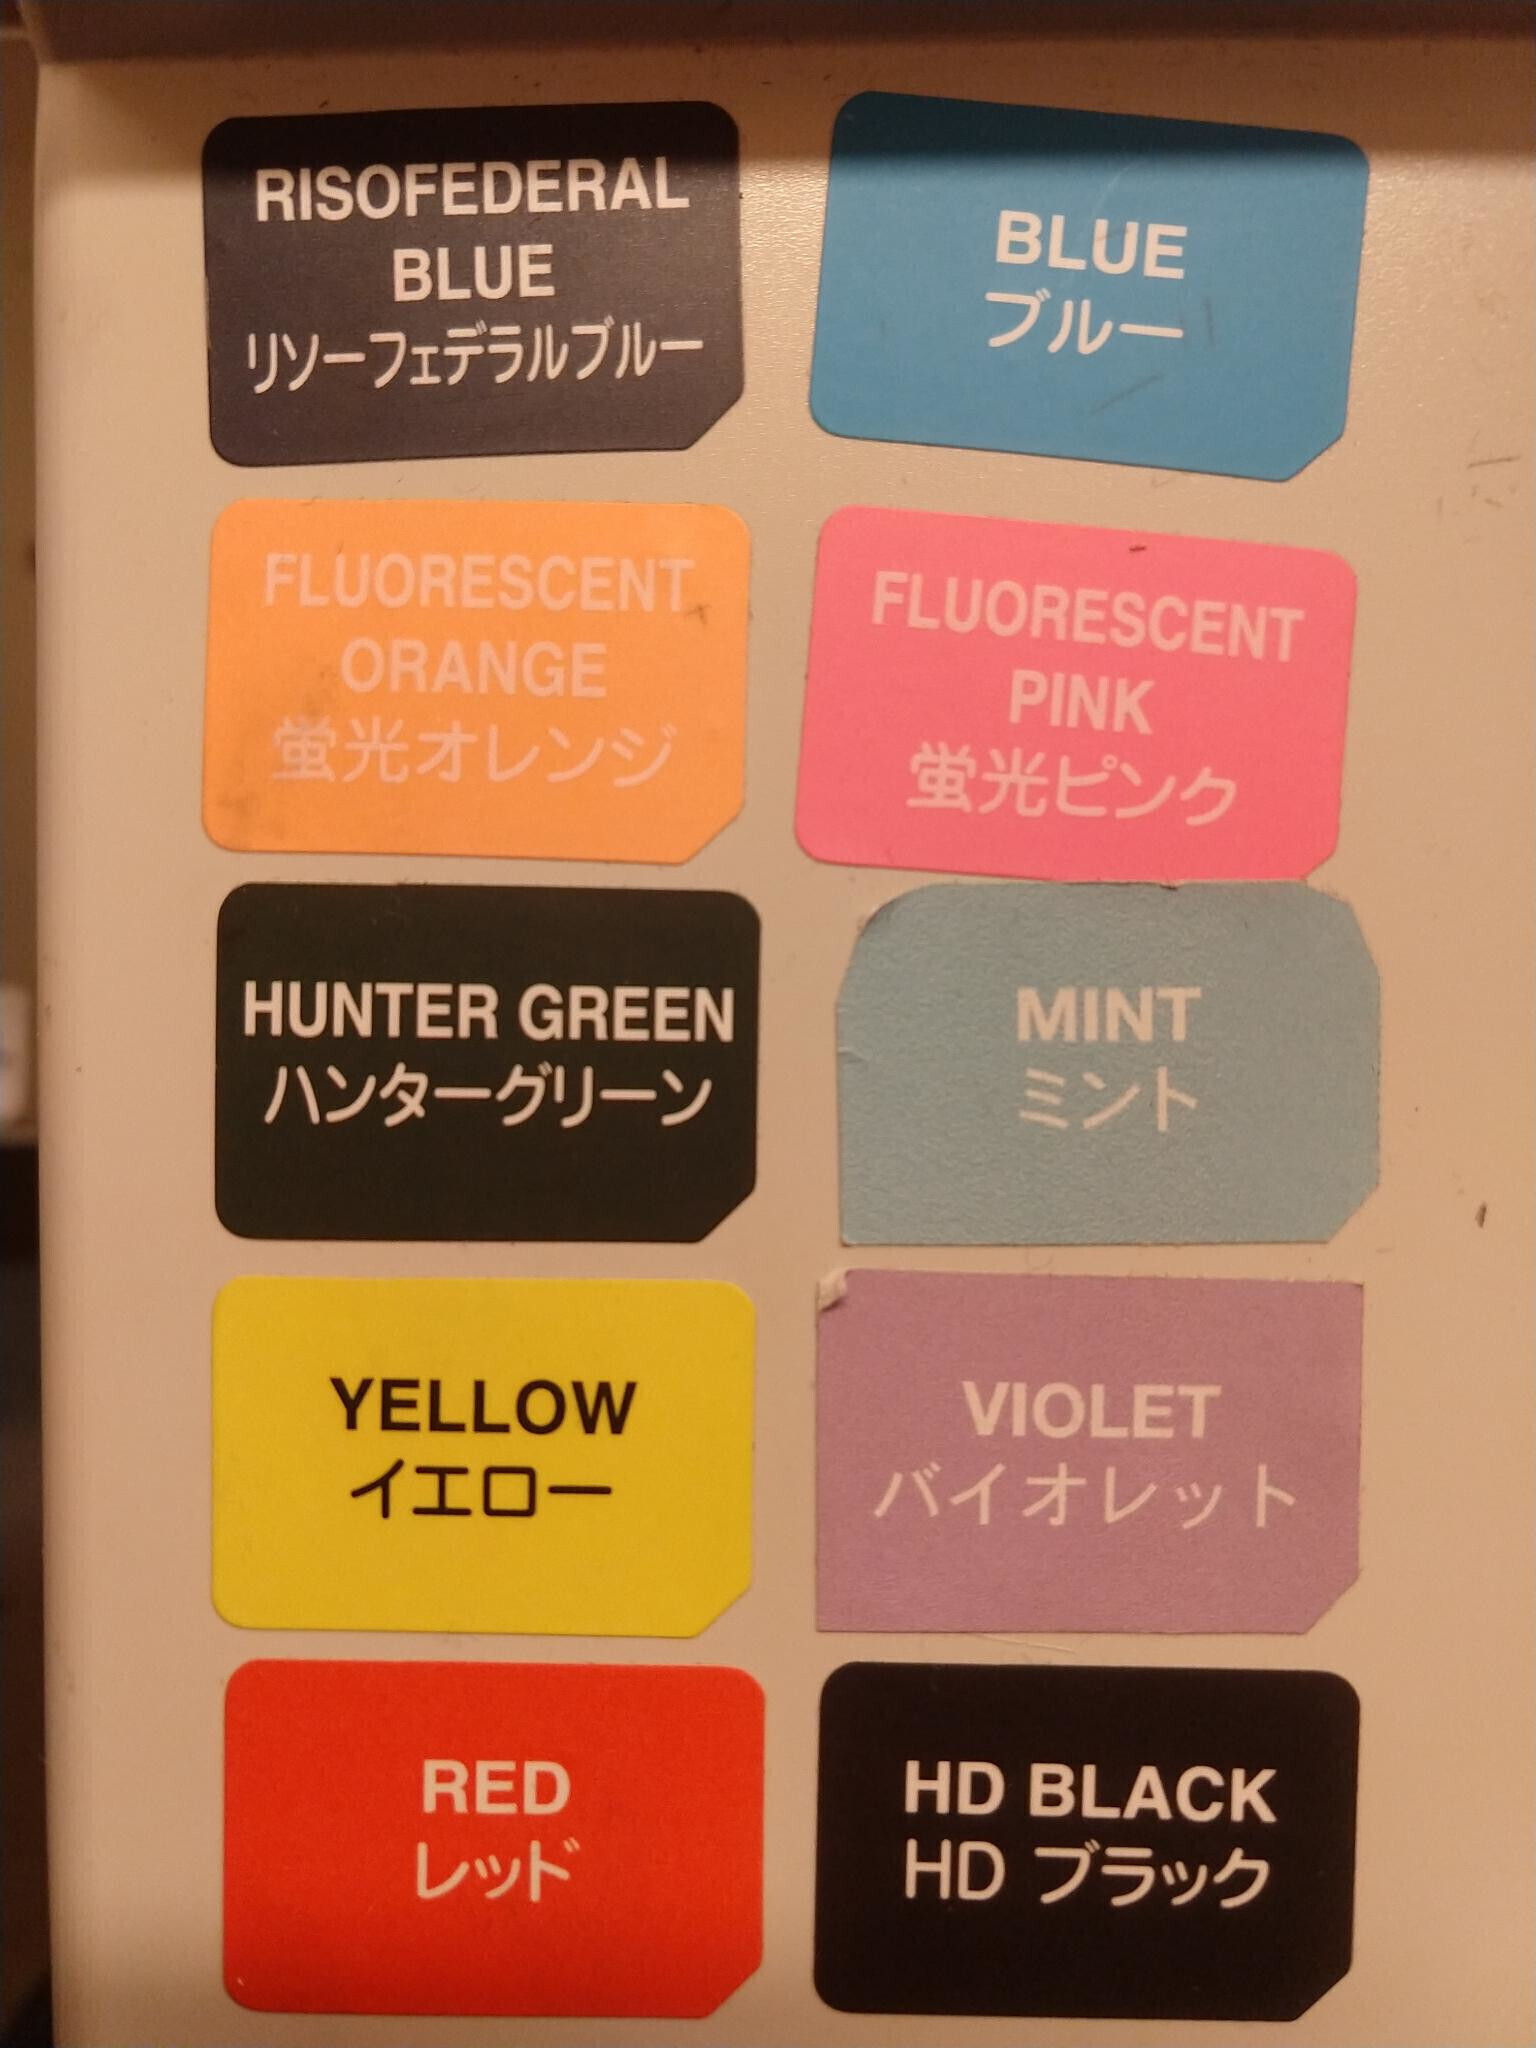 RISOFEDERAL
BLUE
リソーフェデラルブルー
BLUE
ブルー
FLUORESCENT
ORANGE
蛍光オレンジ
FLUORESCENT
PINK
蛍光ピンク
HUNTER GREEN
ハンターグリーン
MINT
ミント
YELLOW
イエロー
VIOLET
バイオレット
RED
レッド
HD BLACK
HD ブラック